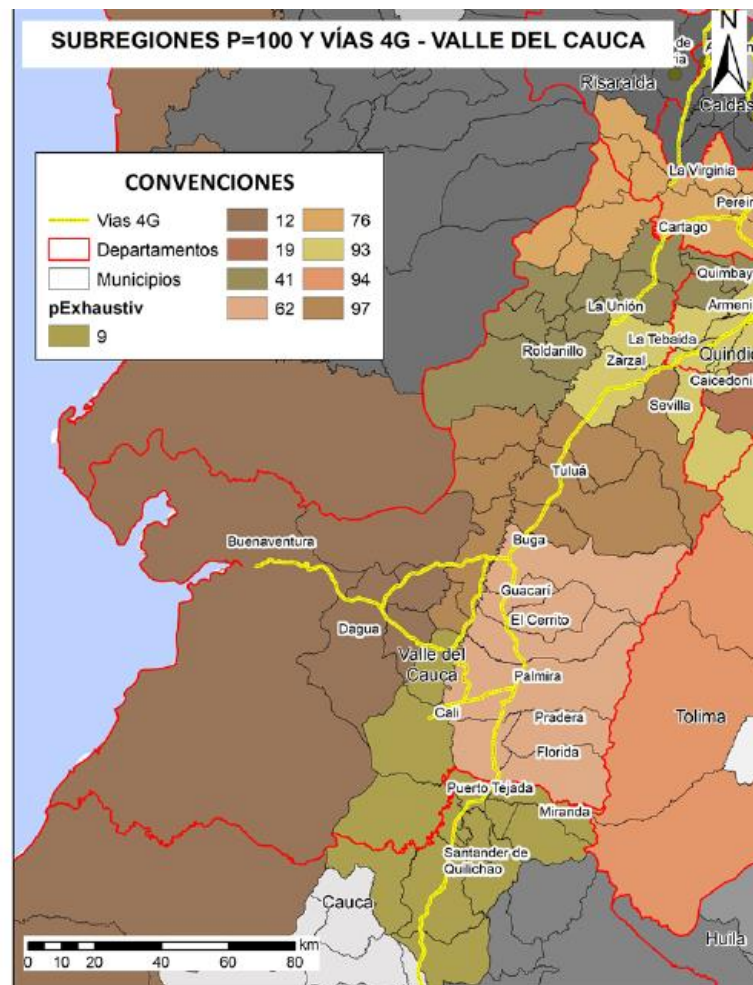 SUBREGIONES P=100 Y VÍAS 4G - VALLE DEL CAUCA
N
de
Risaralda
Caldas
CONVENCIONES
Vias 4G
Departamentos
Municipios
pExhaustiv
9
12
19
41
62
76
93
94
97
La Virginia
Perei
Cartago
Quimbay
La Unión
Armeni
La Tebaida
Roldanillo
Zarzal
Quindio
Caicedoni
Sevilla
Tuluá
Buenaventura
Buga
Guacarí
El Cerrito
Dagua
Valle del
Cauca
Palmira
Cali
Pradera
Tolima
Florida
Puerto Tejada
Miranda
Santander de
Quilichao
Cauca
Huila
km
0 10 20 40 60 80